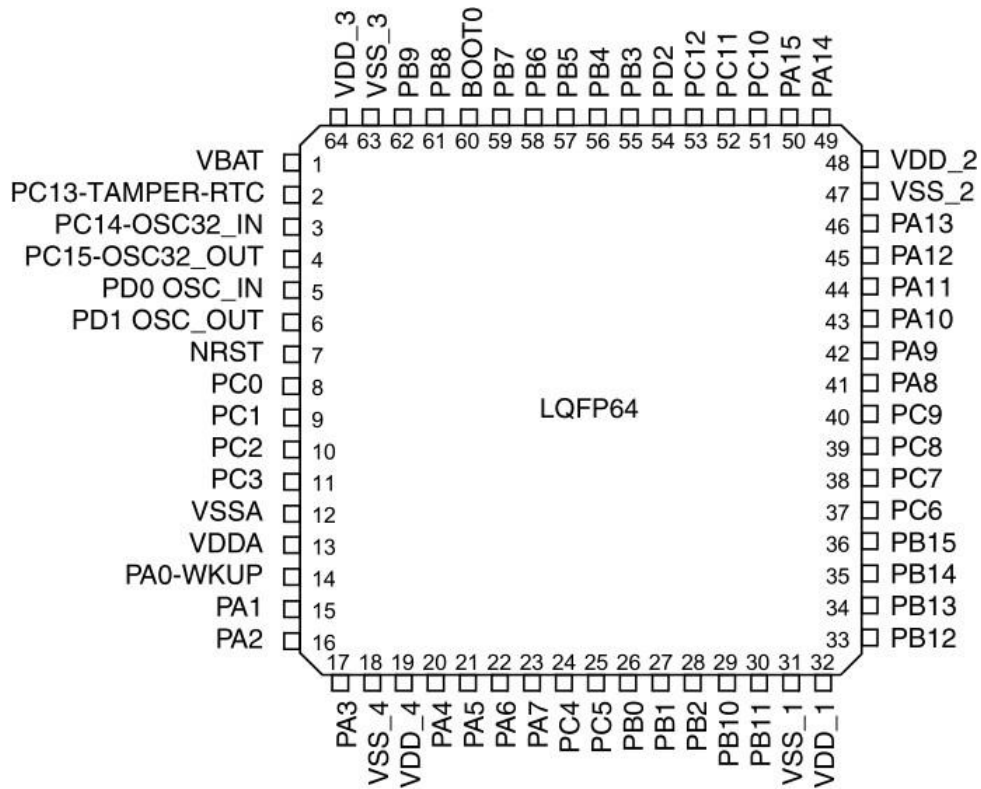 VDD_3
VSS_3
PB9
PB8
BOOT0
PB7
PB6
PB5
PB4
PB3
PD2
PC12
PC11
PC10
PA15
PA14
64 63 62 61 60 59 58 57 56 55 54 53 52 51 50 49
VBAT 1 48 VDD_2
PC13-TAMPER-RTC 2 47 VSS_2
PC14-OSC32_IN 3 46 PA13
PC15-OSC32_OUT 4 45 PA12
PD0 OSC_IN 5 44 PA11
PD1 OSC_OUT 6 43 PA10
NRST 7 42 PA9
PC0 8 41 PA8
LQFP64
PC1 9 40 PC9
PC2 10 39 PC8
PC3 11 38 PC7
VSSA 12 37 PC6
VDDA 13 36 PB15
PA0-WKUP 14 35 PB14
PA1 15 34 PB13
PA2 16 33 PB12
17 18 19 20 21 22 23 24 25 26 27 28 29 30 31 32
PA3
VSS_4
VDD_4
PA4
PA5
PA6
PA7
PC4
PC5
PB0
PB1
PB2
PB10
PB11
VSS_1
VDD_1